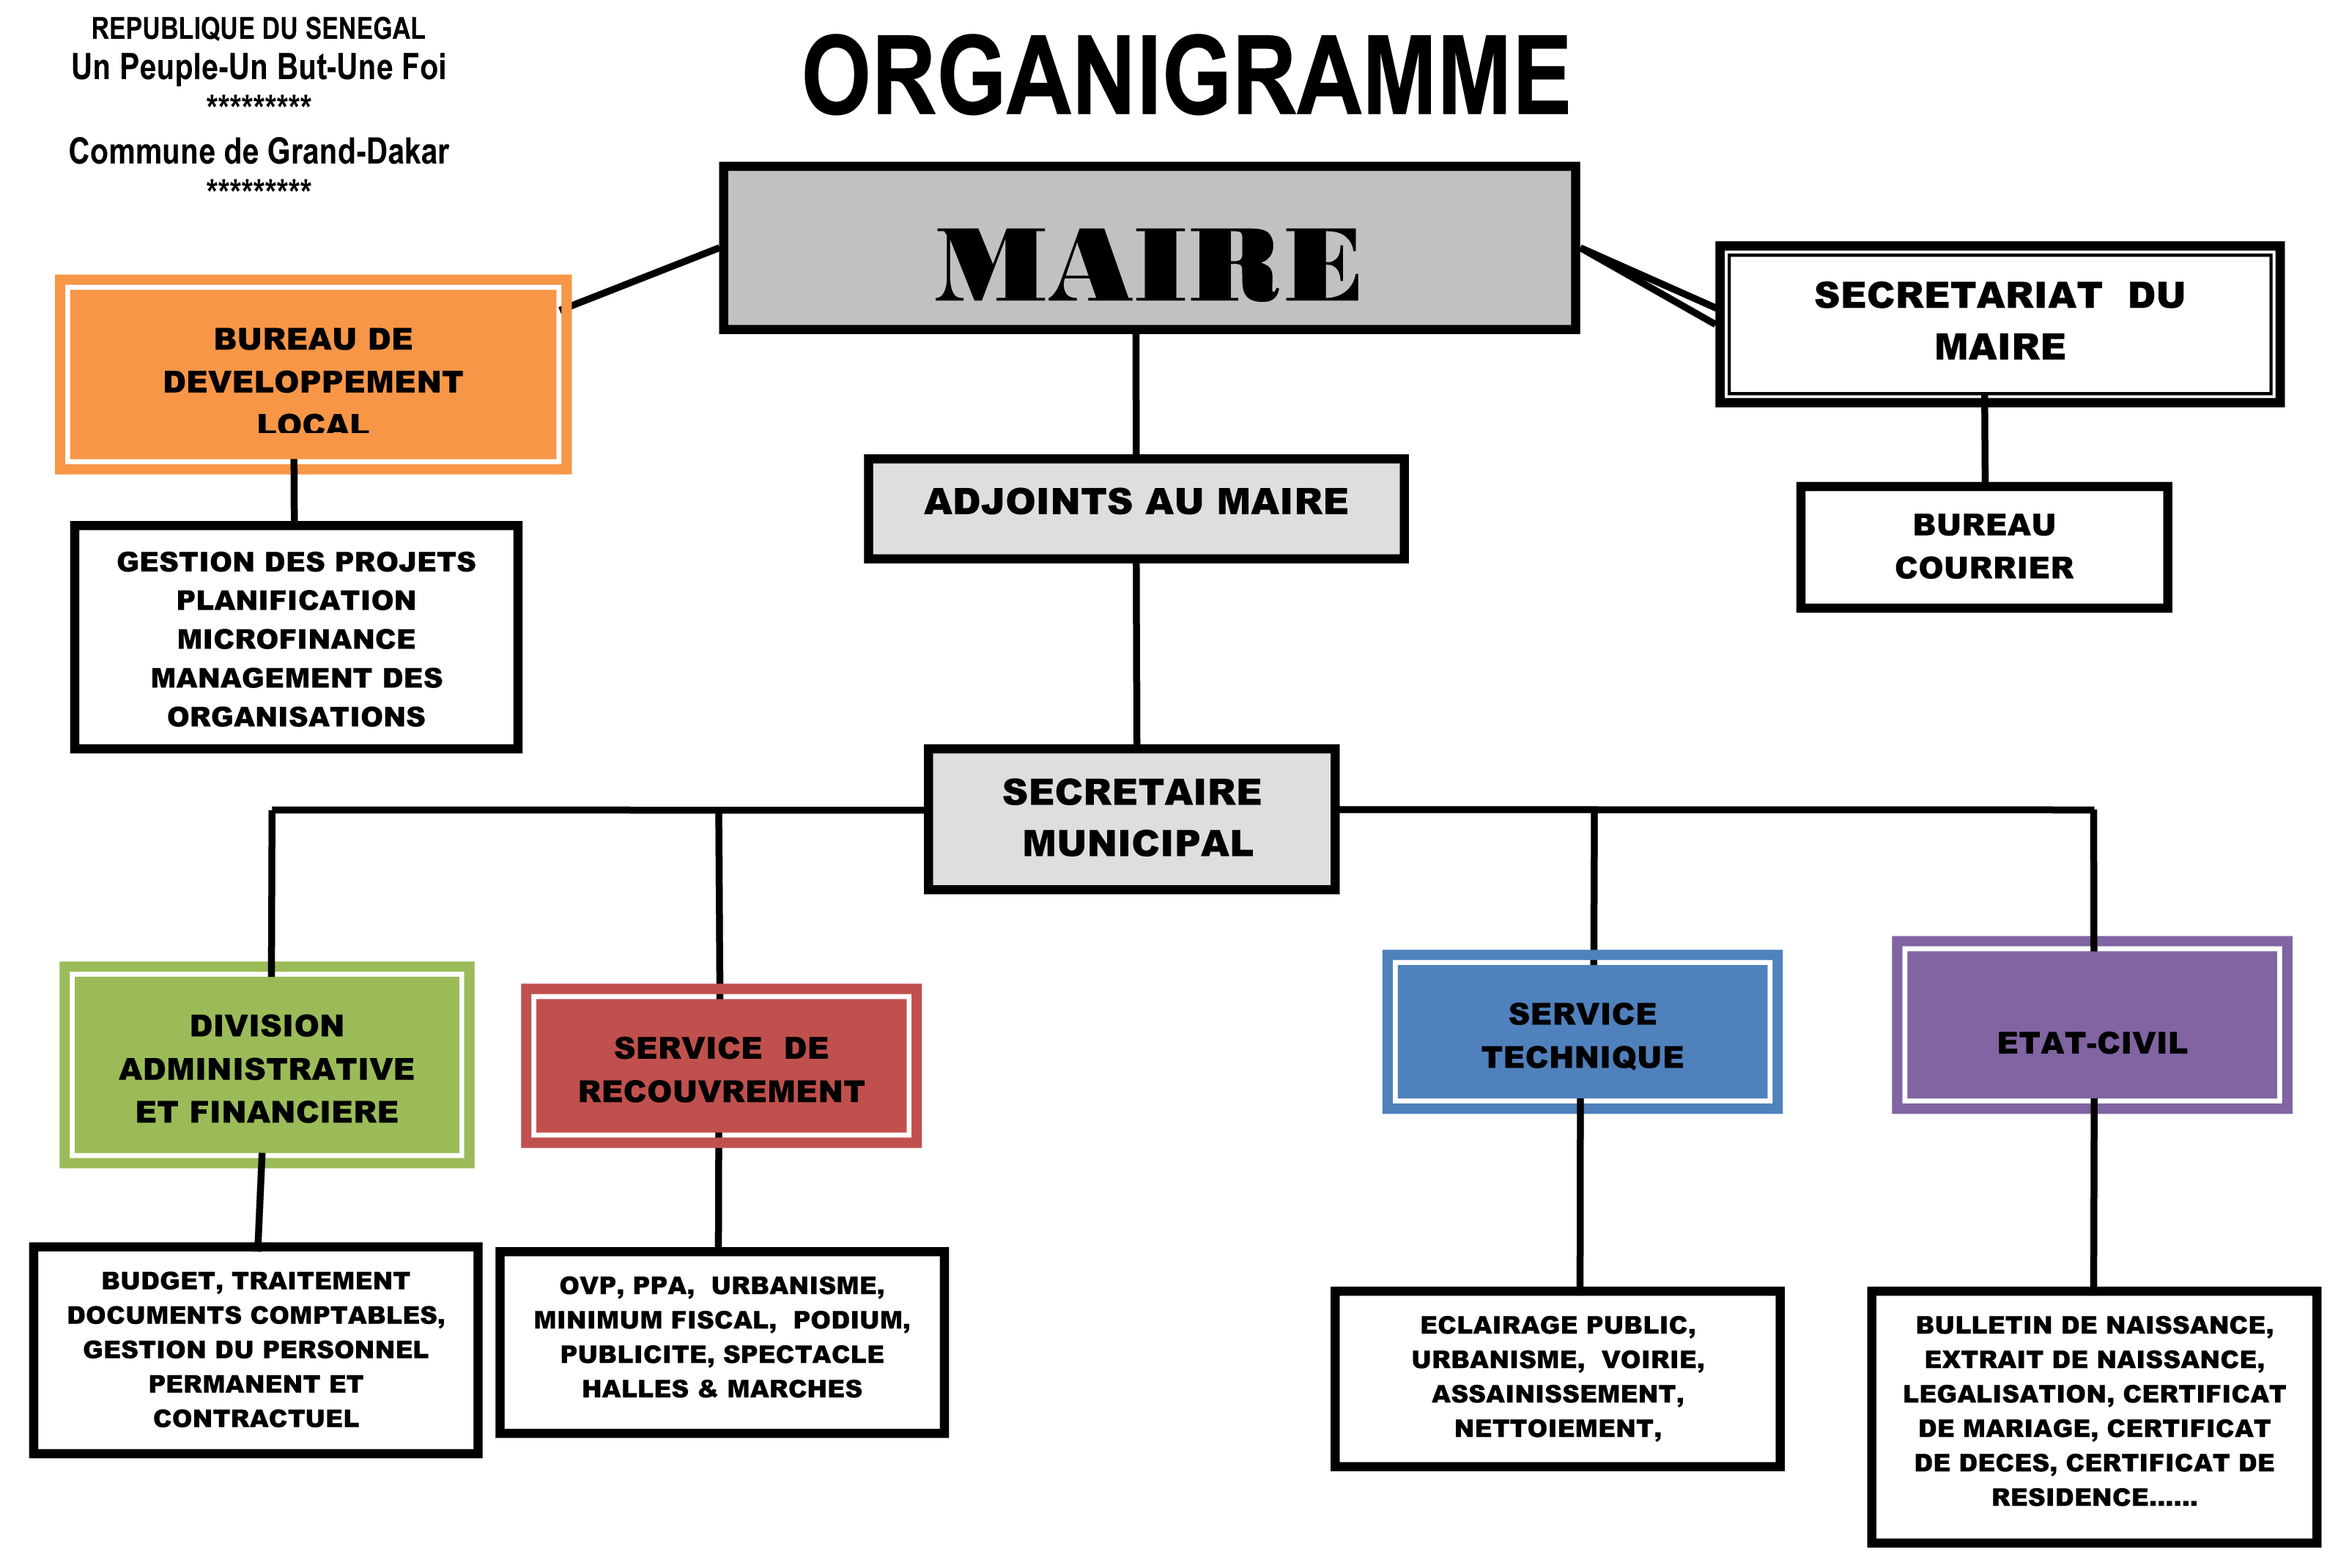 REPUBLIQUE DU SENEGAL
Un Peuple-Un But-Une Foi
*********
Commune de Grand-Dakar
*********
ORGANIGRAMME
MAIRE
SECRETARIAT DU
MAIRE
BUREAU DE
DEVELOPPEMENT
LOCAL
ADJOINTS AU MAIRE
BUREAU
COURRIER
GESTION DES PROJETS
PLANIFICATION
MICROFINANCE
MANAGEMENT DES
ORGANISATIONS
SECRETAIRE
MUNICIPAL
DIVISION
ADMINISTRATIVE
ET FINANCIERE
SERVICE DE
RECOUVREMENT
SERVICE
TECHNIQUE
ETAT-CIVIL
BUDGET, TRAITEMENT
DOCUMENTS COMPTABLES,
GESTION DU PERSONNEL
PERMANENT ET
CONTRACTUEL
OVP, PPA, URBANISME,
MINIMUM FISCAL, PODIUM,
PUBLICITE, SPECTACLE
HALLES & MARCHES
ECLAIRAGE PUBLIC,
URBANISME, VOIRIE,
ASSAINISSEMENT,
NETTOIEMENT,
BULLETIN DE NAISSANCE,
EXTRAIT DE NAISSANCE,
LEGALISATION, CERTIFICAT
DE MARIAGE, CERTIFICAT
DE DECES, CERTIFICAT DE
RESIDENCE......